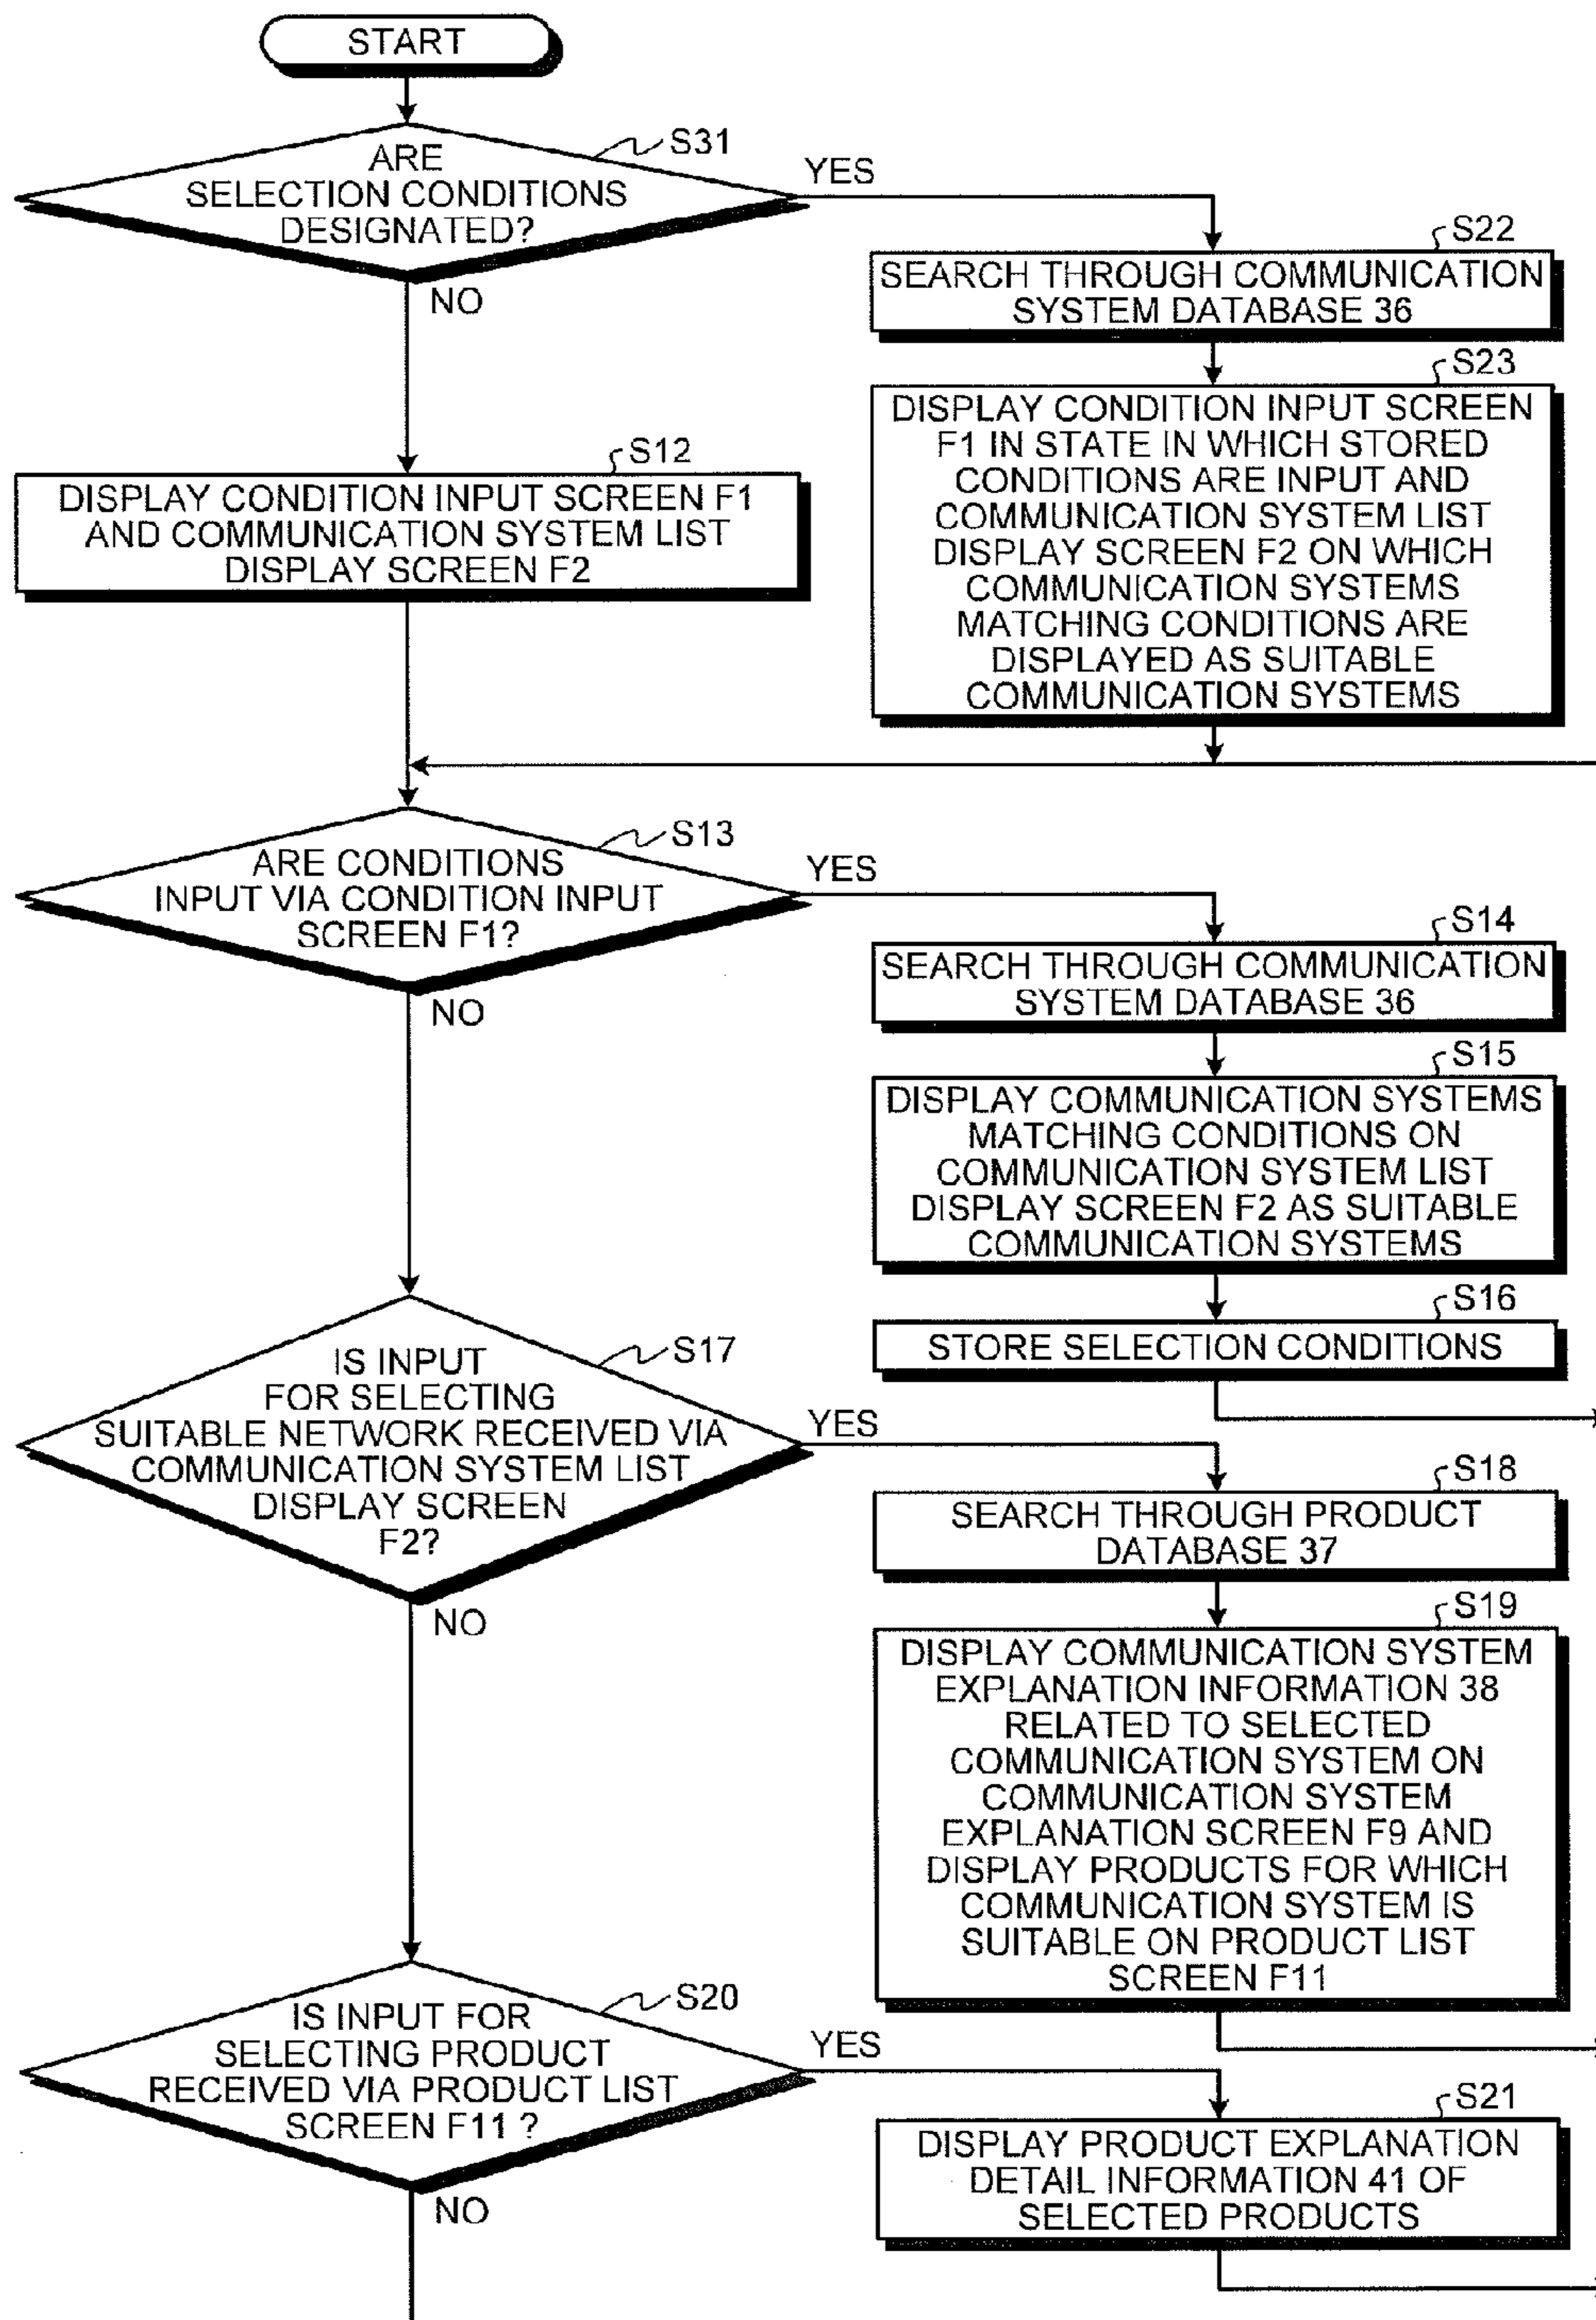 START
S31
ARE
SELECTION CONDITIONS
DESIGNATED?
YES
NO
S22
SEARCH THROUGH COMMUNICATION
SYSTEM DATABASE 36
S23
DISPLAY CONDITION INPUT SCREEN
F1 IN STATE IN WHICH STORED
CONDITIONS ARE INPUT AND
COMMUNICATION SYSTEM LIST
DISPLAY SCREEN F2 ON WHICH
COMMUNICATION SYSTEMS
MATCHING CONDITIONS ARE
DISPLAYED AS SUITABLE
COMMUNICATION SYSTEMS
S12
DISPLAY CONDITION INPUT SCREEN F1
AND COMMUNICATION SYSTEM LIST
DISPLAY SCREEN F2
S13
ARE CONDITIONS
INPUT VIA CONDITION INPUT
SCREEN F1?
YES
NO
S14
SEARCH THROUGH COMMUNICATION
SYSTEM DATABASE 36
S15
DISPLAY COMMUNICATION SYSTEMS
MATCHING CONDITIONS ON
COMMUNICATION SYSTEM LIST
DISPLAY SCREEN F2 AS SUITABLE
COMMUNICATION SYSTEMS
S16
STORE SELECTION CONDITIONS
S17
IS INPUT
FOR SELECTING
SUITABLE NETWORK RECEIVED VIA
COMMUNICATION SYSTEM LIST
DISPLAY SCREEN
F2?
YES
NO
S18
SEARCH THROUGH PRODUCT
DATABASE 37
S19
DISPLAY COMMUNICATION SYSTEM
EXPLANATION INFORMATION 38
RELATED TO SELECTED
COMMUNICATION SYSTEM ON
COMMUNICATION SYSTEM
EXPLANATION SCREEN F9 AND
DISPLAY PRODUCTS FOR WHICH
COMMUNICATION SYSTEM IS
SUITABLE ON PRODUCT LIST
SCREEN F11
S20
IS INPUT FOR
SELECTING PRODUCT
RECEIVED VIA PRODUCT LIST
SCREEN F11 ?
YES
NO
S21
DISPLAY PRODUCT EXPLANATION
DETAIL INFORMATION 41 OF
SELECTED PRODUCTS